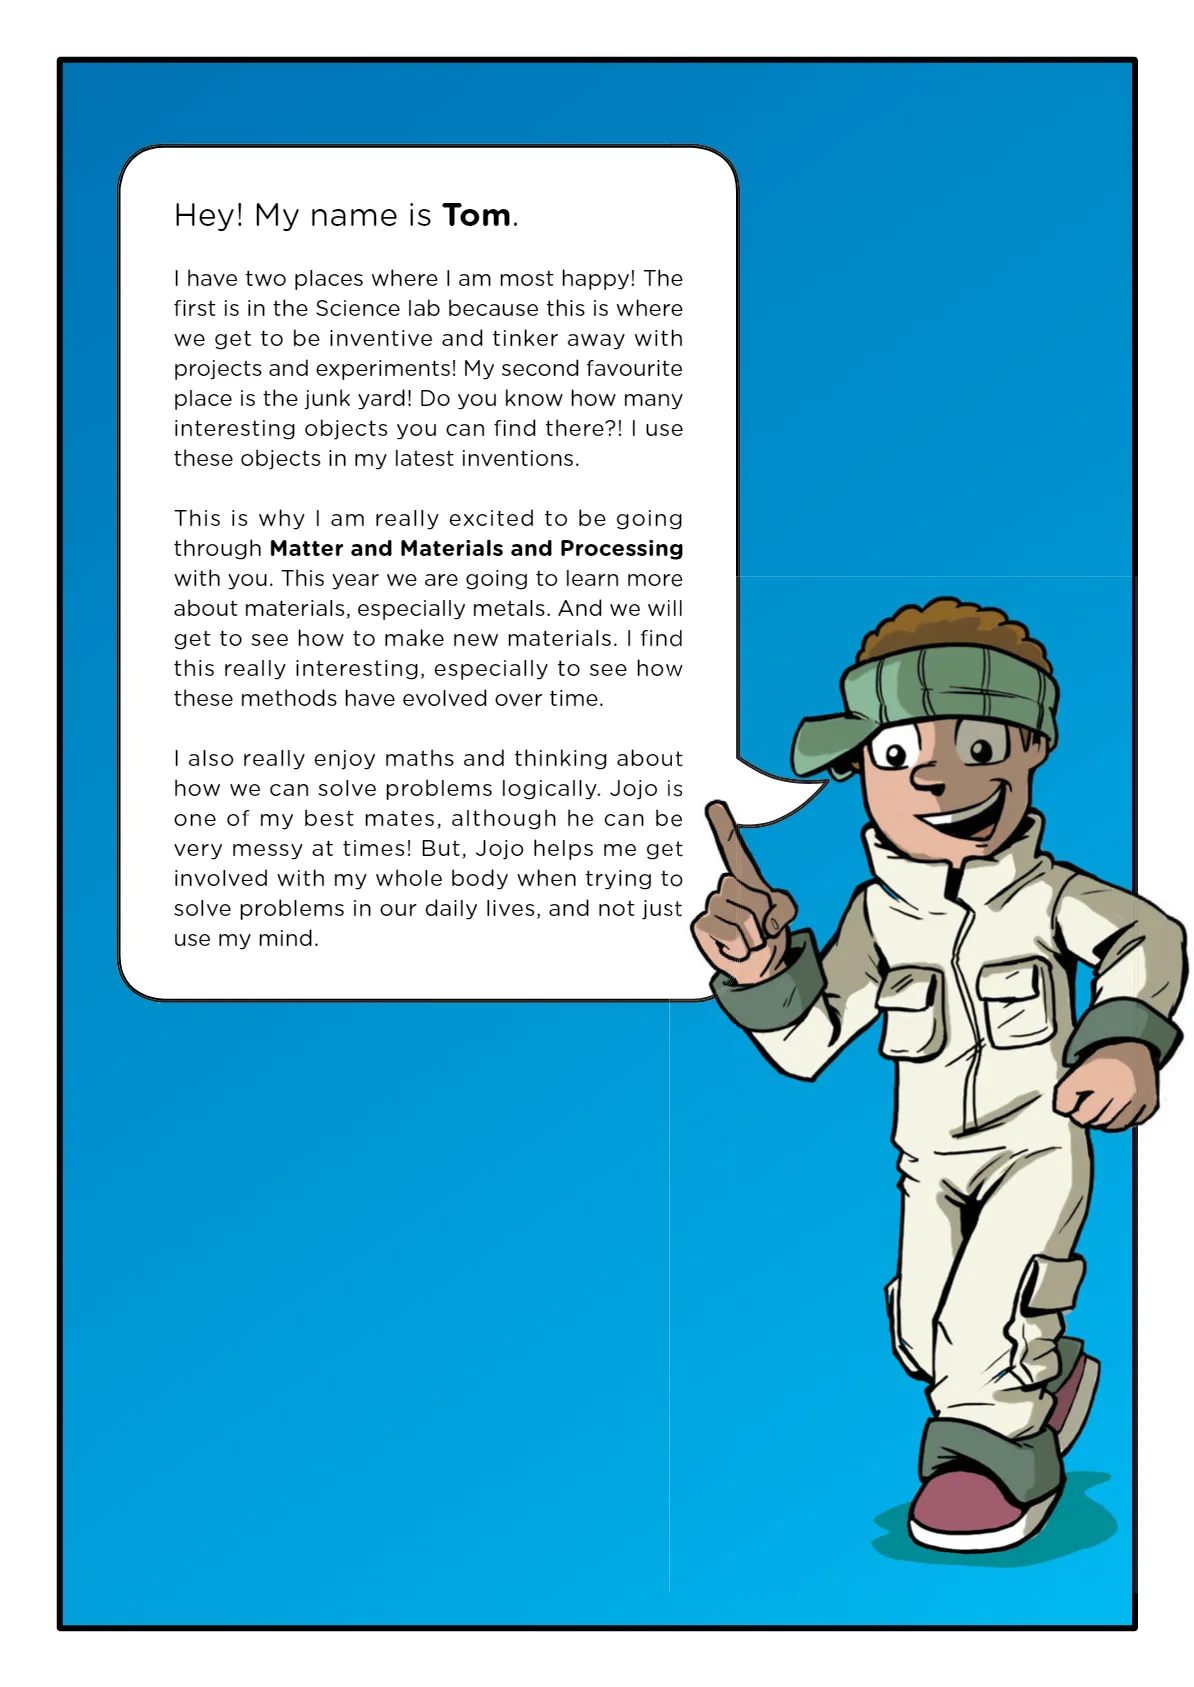 Hey! My name is Tom.
I have two places where I am most happy! The
first is in the Science lab because this is where
we get to be inventive and tinker away with
projects and experiments! My second favourite
place is the junk yard! Do you know how many
interesting objects you can find there?! I use
these objects in my latest inventions.
This is why I am really excited to be going
through Matter and Materials and Processing
with you. This year we are going to learn more
about materials, especially metals. And we will
get to see how to make new materials. I find
this really interesting, especially to see how
these methods have evolved over time.
I also really enjoy maths and thinking about
how we can solve problems logically. Jojo is
one of my best mates, although he can be
very messy at times! But, Jojo helps me get
involved with my whole body when trying to
solve problems in our daily lives, and not just
use my mind.